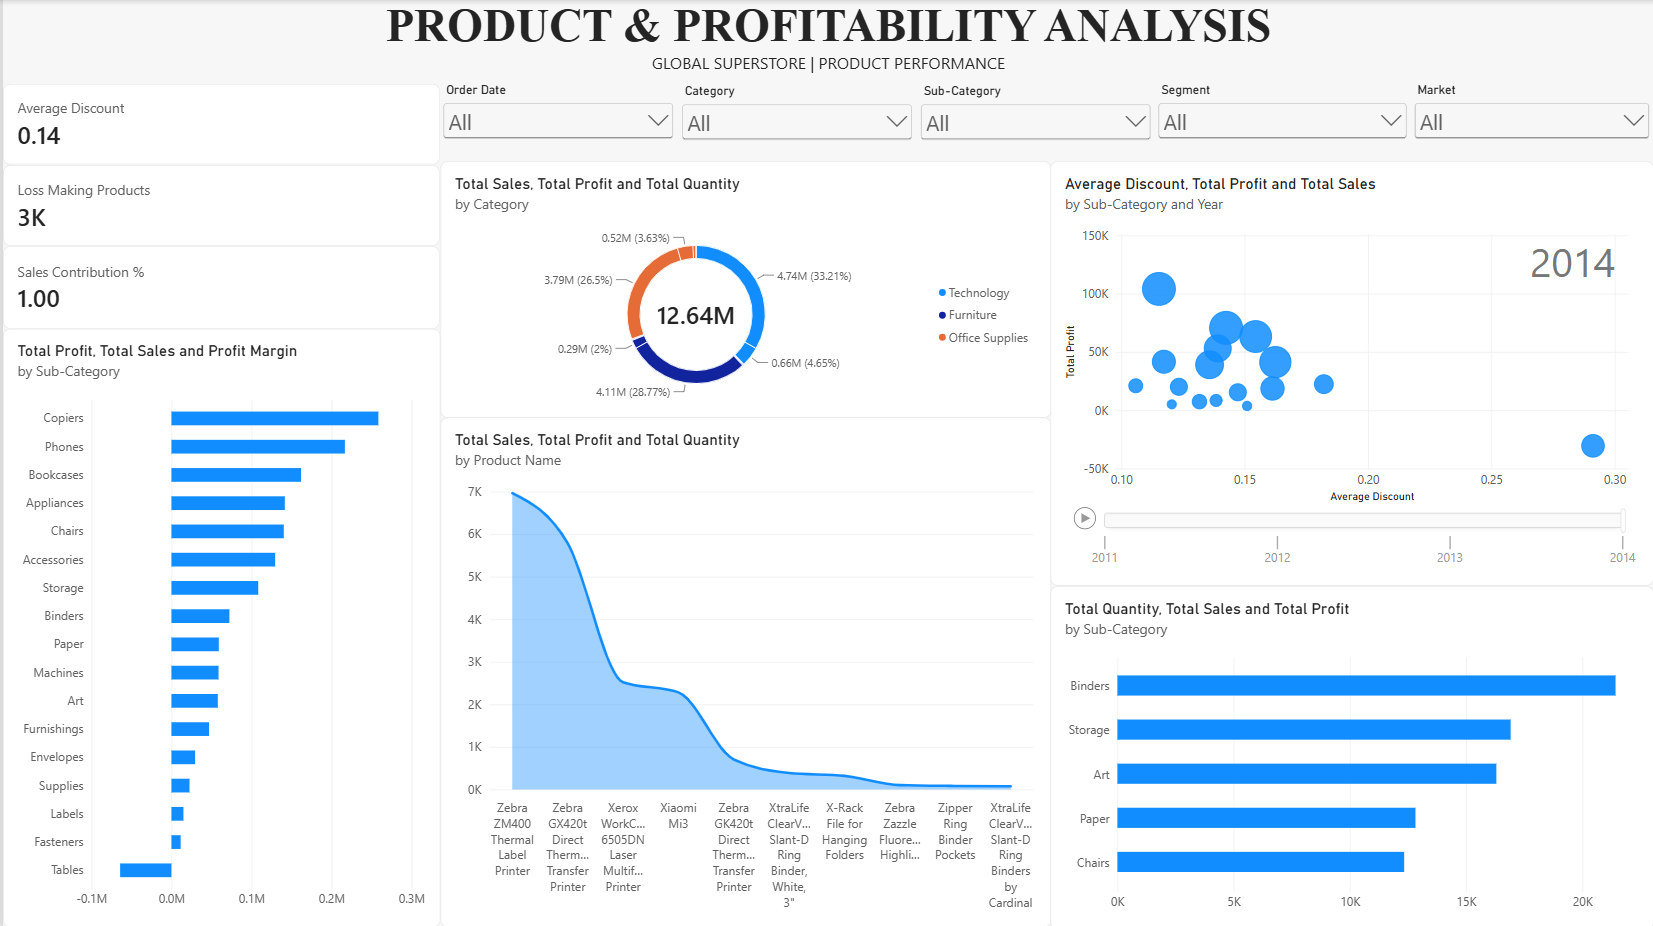 PRODUCT & PROFITABILITY ANALYSIS
GLOBAL SUPERSTORE | PRODUCT PERFORMANCE
Average Discount
0.14
Loss Making Products
3K
Sales Contribution %
1.00
Order Date
All
Category
All
Sub-Category
All
Segment
All
Market
All
Total Profit, Total Sales and Profit Margin
by Sub-Category
Copiers
Phones
Bookcases
Appliances
Chairs
Accessories
Storage
Binders
Paper
Machines
Art
Furnishings
Envelopes
Supplies
Labels
Fasteners
Tables
-0.1M 0.0M 0.1M 0.2M 0.3M
Total Sales, Total Profit and Total Quantity
by Category
0.52M (3.63%)
3.79M (26.5%)
4.74M (33.21%)
12.64M
0.29M (2%)
0.66M (4.65%)
4.11M (28.77%)
Technology
Furniture
Office Supplies
Total Sales, Total Profit and Total Quantity
by Product Name
7K
6K
5K
4K
3K
2K
1K
0K
Zebra
ZM400
Thermal
Label
Printer
Zebra
GX420t
Direct
Therm...
Transfer
Printer
Xerox
WorkC...
6505DN
Laser
Multif...
Printer
Xiaomi
Mi3
Zebra
GK420t
Direct
Therm...
Transfer
Printer
XtraLife
ClearV...
Slant-D
Ring
Binder,
White,
3"
X-Rack
File for
Hanging
Folders
Zebra
Zazzle
Fluore...
Highli...
Zipper
Ring
Binder
Pockets
XtraLife
ClearV...
Slant-D
Ring
Binders
by
Cardinal
Average Discount, Total Profit and Total Sales
by Sub-Category and Year
2014
Total Profit
150K
100K
50K
0K
-50K
0.10 0.15 0.20 0.25 0.30
Average Discount
2011 2012 2013 2014
Total Quantity, Total Sales and Total Profit
by Sub-Category
Binders
Storage
Art
Paper
Chairs
0K 5K 10K 15K 20K